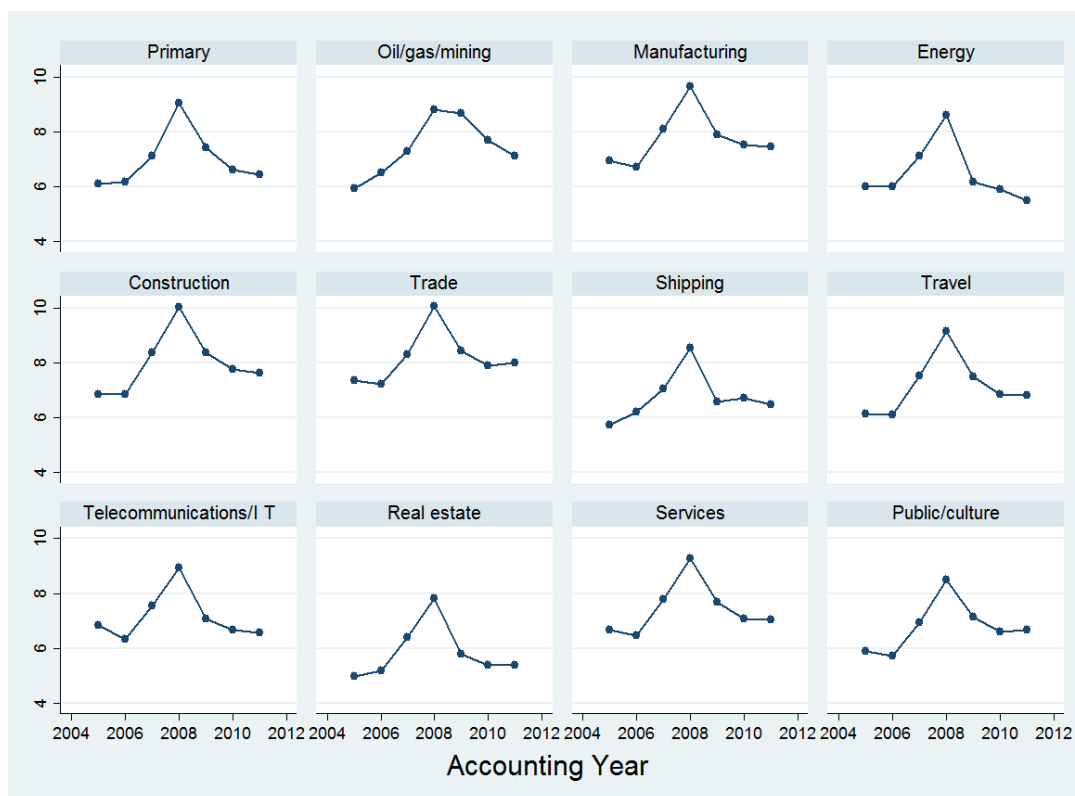 Primary Oil/gas/mining Manufacturing Energy
10
8
6
4
Construction Trade Shipping Travel
10
8
6
4
Telecommunications/I T Real estate Services Public/culture
10
8
6
4
2004 2006 2008 2010 2012 2004 2006 2008 2010 2012 2004 2006 2008 2010 2012 2004 2006 2008 2010 2012
Accounting Year